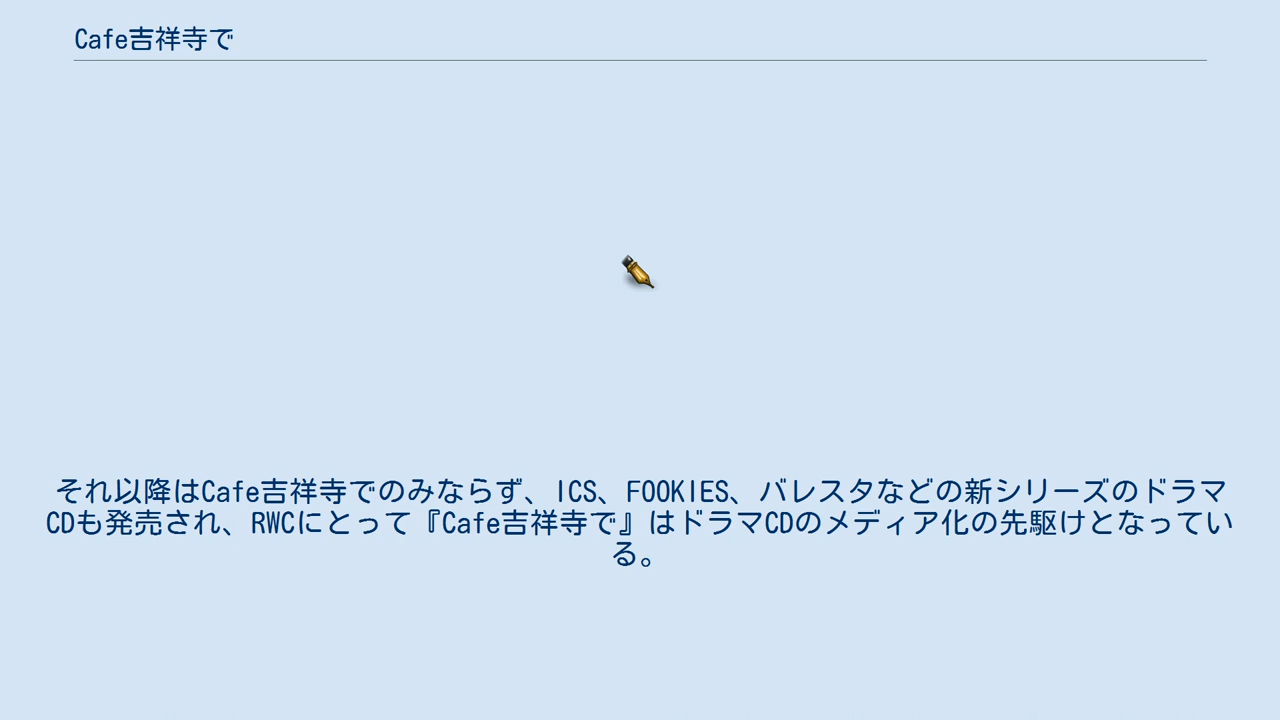 Cafe吉祥寺で
それ以降はCafe吉祥寺でのみならず、ICS、FOOKIES、バレスタなどの新シリーズのドラマ
CDも発売され、RWCにとって『Cafe吉祥寺で』はドラマCDのメディア化の先駆けとなってい
る。